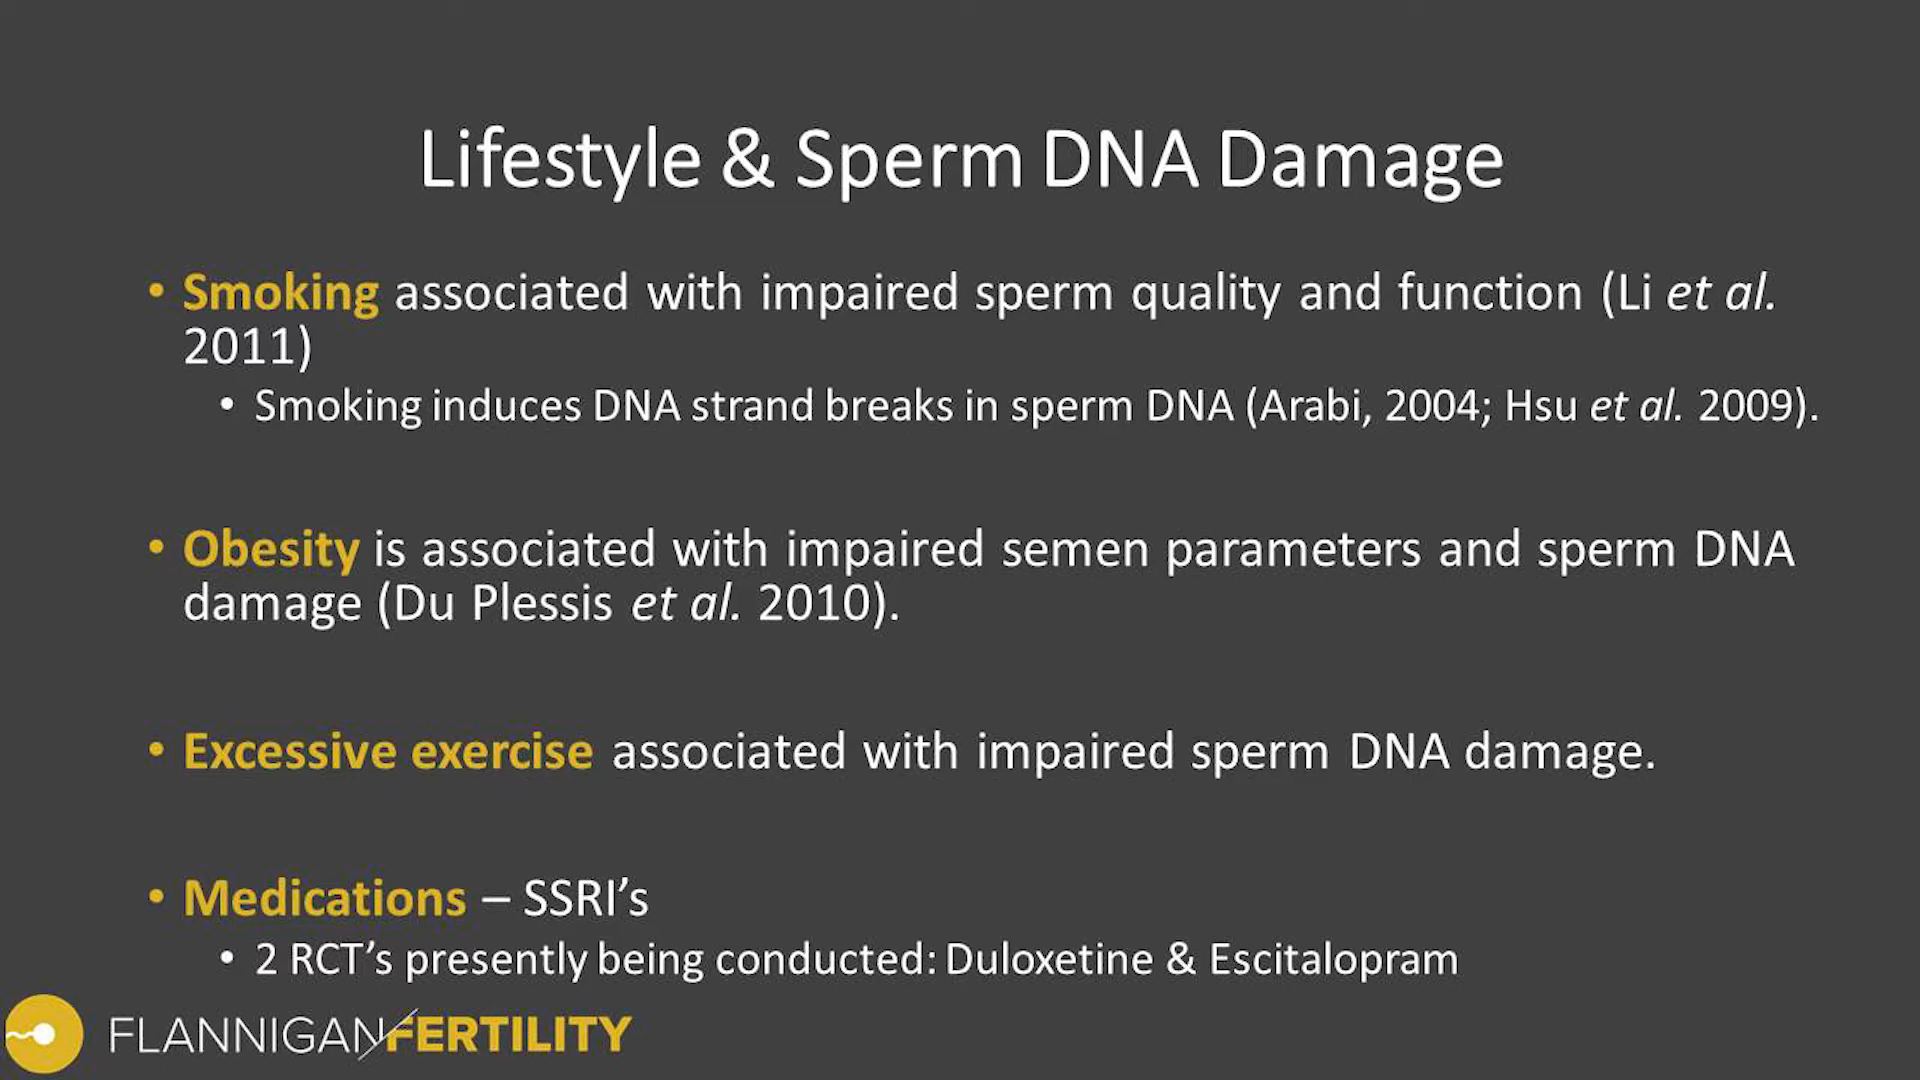 Lifestyle & Sperm DNA Damage
• Smoking associated with impaired sperm quality and function (Li et al.
2011)
• Smoking induces DNA strand breaks in sperm DNA (Arabi, 2004; Hsu et al. 2009).
• Obesity is associated with impaired semen parameters and sperm DNA
damage (Du Plessis et al. 2010).
• Excessive exercise associated with impaired sperm DNA damage.
• Medications – SSRI’s
• 2 RCT’s presently being conducted: Duloxetine & Escitalopram
FLANNIGAN/FERTILITY